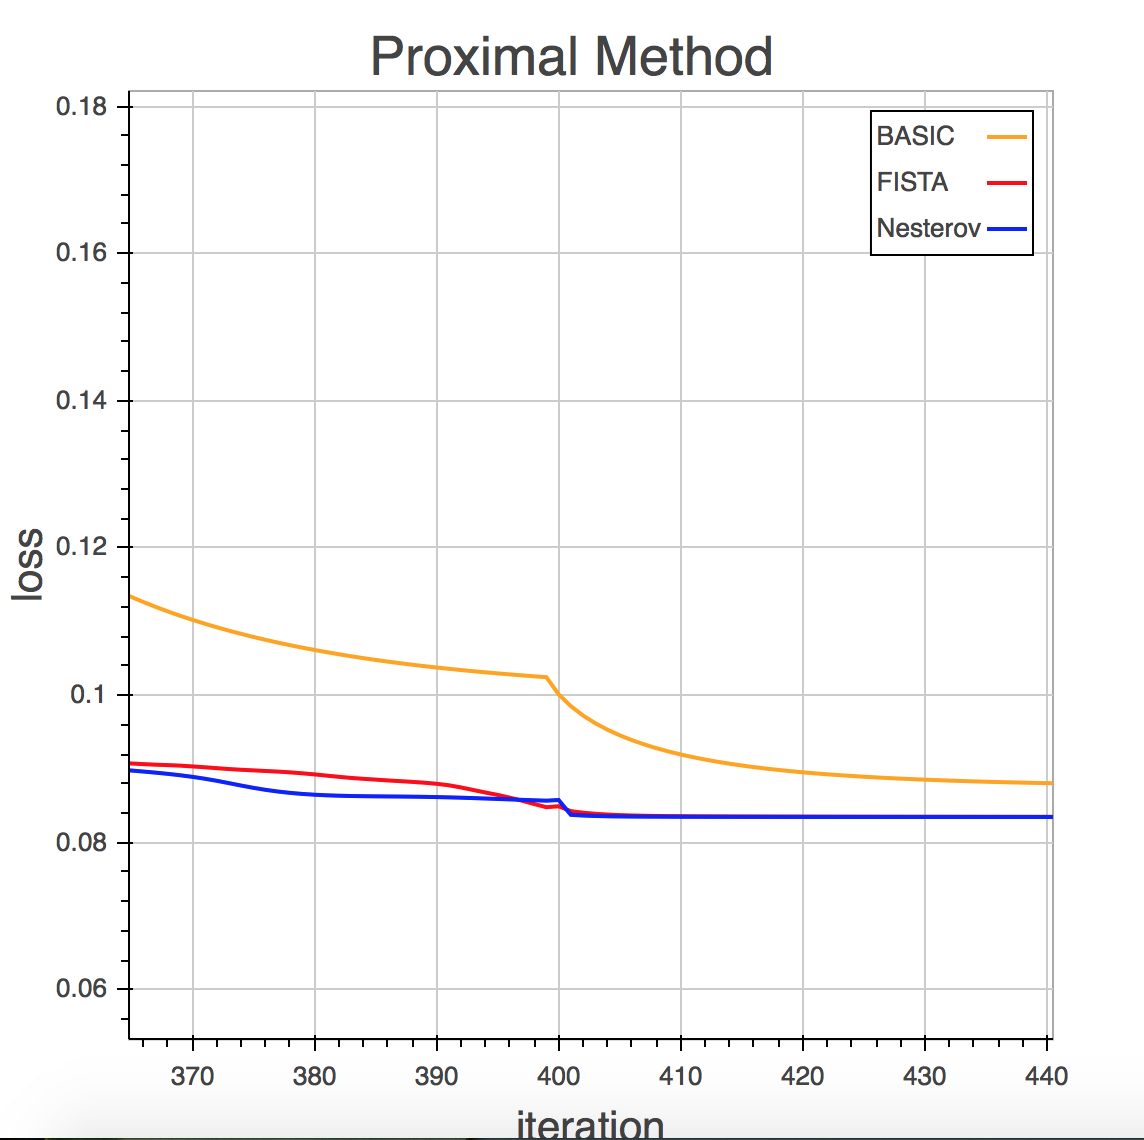 Proximal Method
BASIC
FISTA
Nesterov
0.18
0.16
0.14
0.12
0.1
0.08
0.06
loss
370 380 390 400 410 420 430 440
iteration